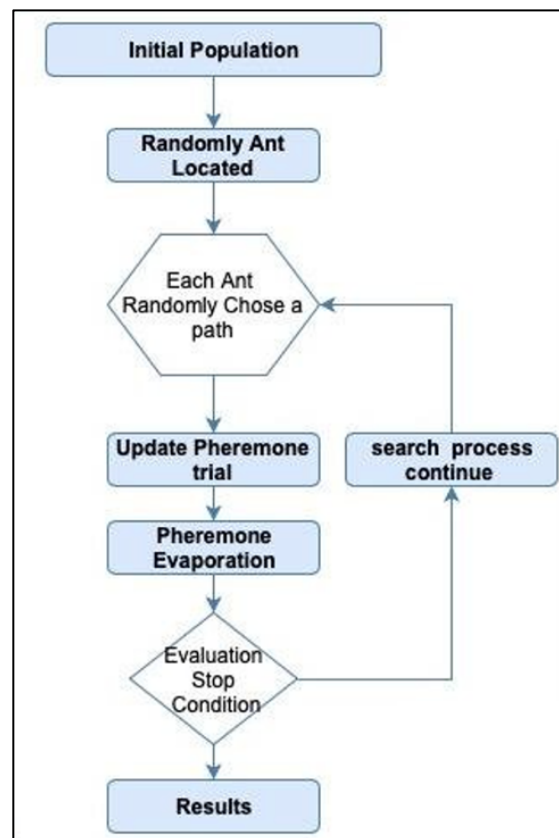 Initial Population
Randomly Ant
Located
Each Ant
Randomly Chose a
path
Update Pheremone
trial
search process
continue
Pheremone
Evaporation
Evaluation
Stop
Condition
Results